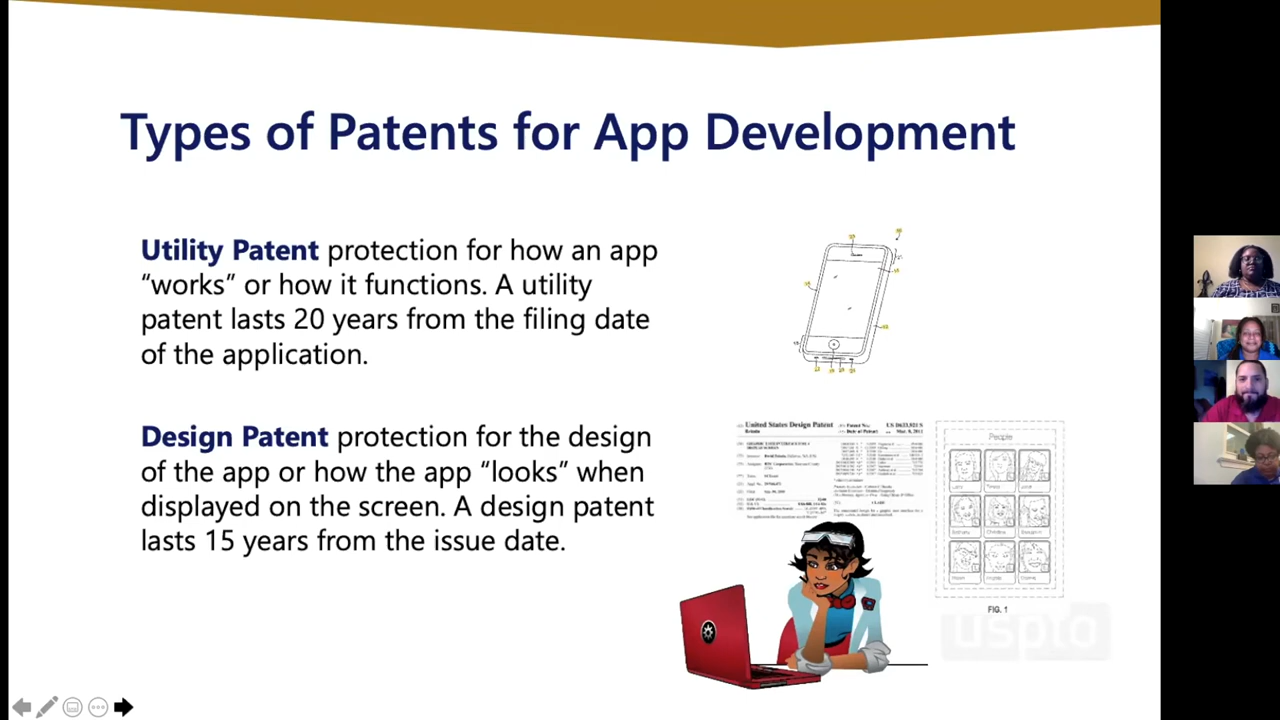 Types of Patents for App Development
Utility Patent protection for how an app
“works” or how it functions. A utility
patent lasts 20 years from the filing date
of the application.
Design Patent protection for the design
of the app or how the app “looks” when
displayed on the screen. A design patent
lasts 15 years from the issue date.
United States Design Patent
People
FIG. 1
uspto